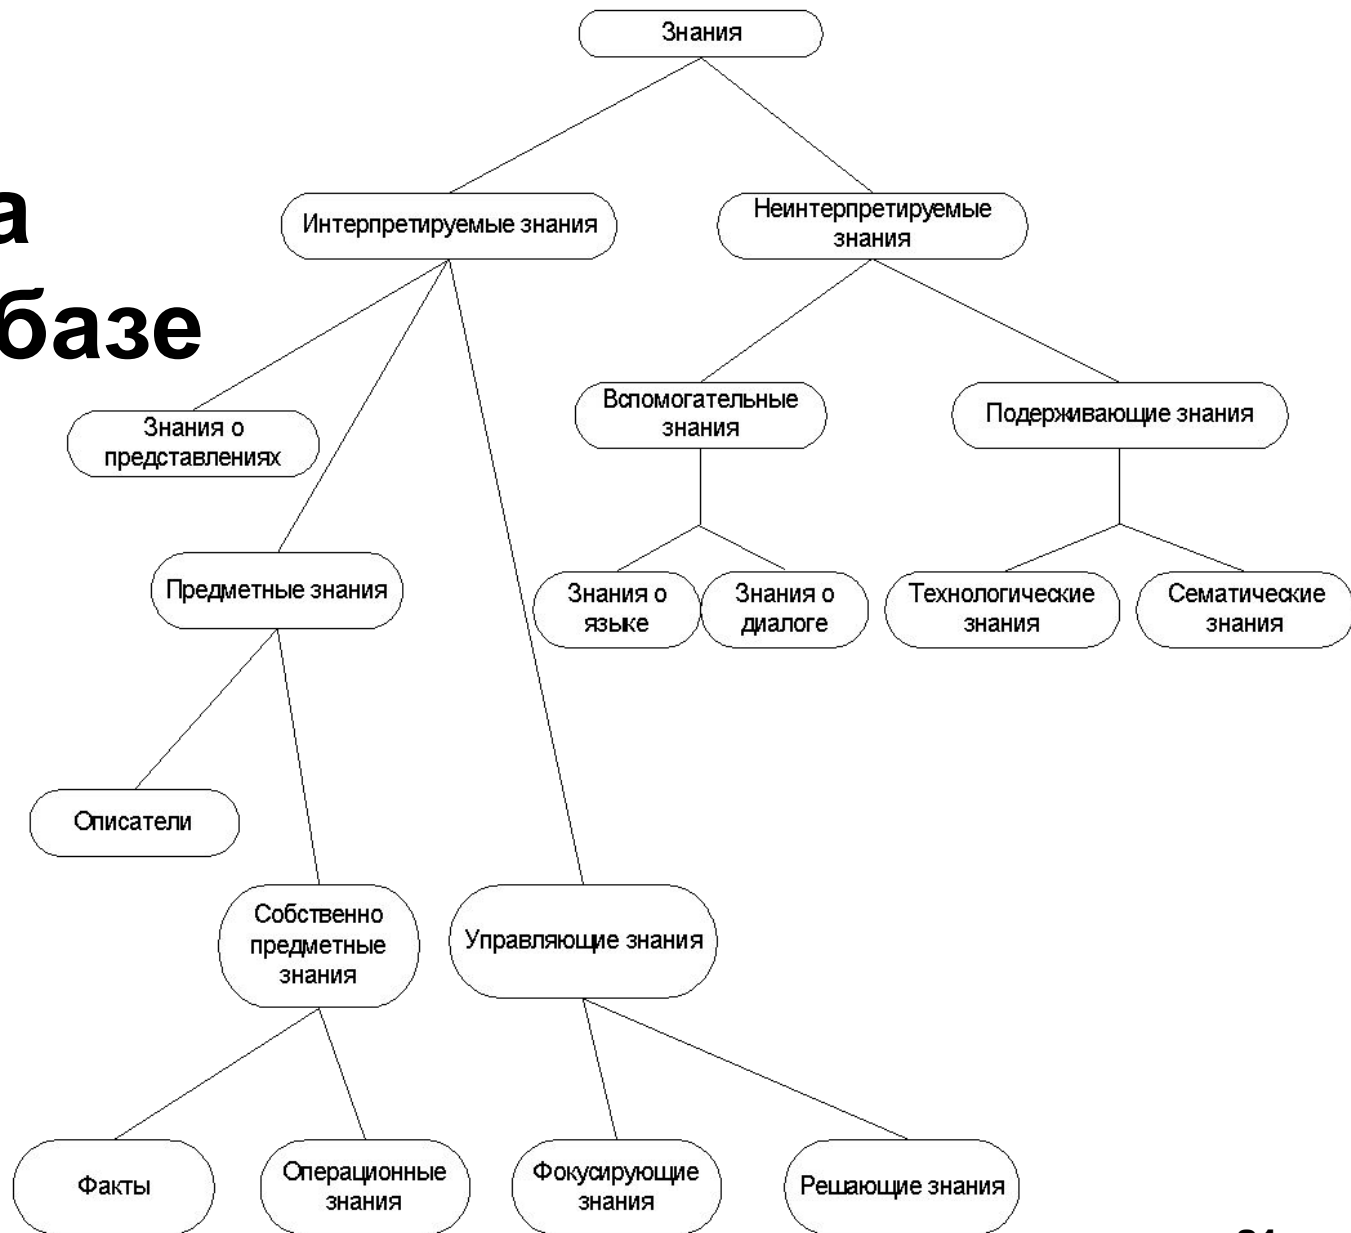 Знания
а
базе
Интерпретируемые знания
Неинтерпретируемые
знания
Знания о
представлениях
Вспомогательные
знания
Подерживающие знания
Предметные знания
Знания о
языке
Знания о
диалоге
Технологические
знания
Сематические
знания
Описатели
Собственно
предметные
знания
Управляющие знания
Факты
Операционные
знания
Фокусирующие
знания
Решающие знания